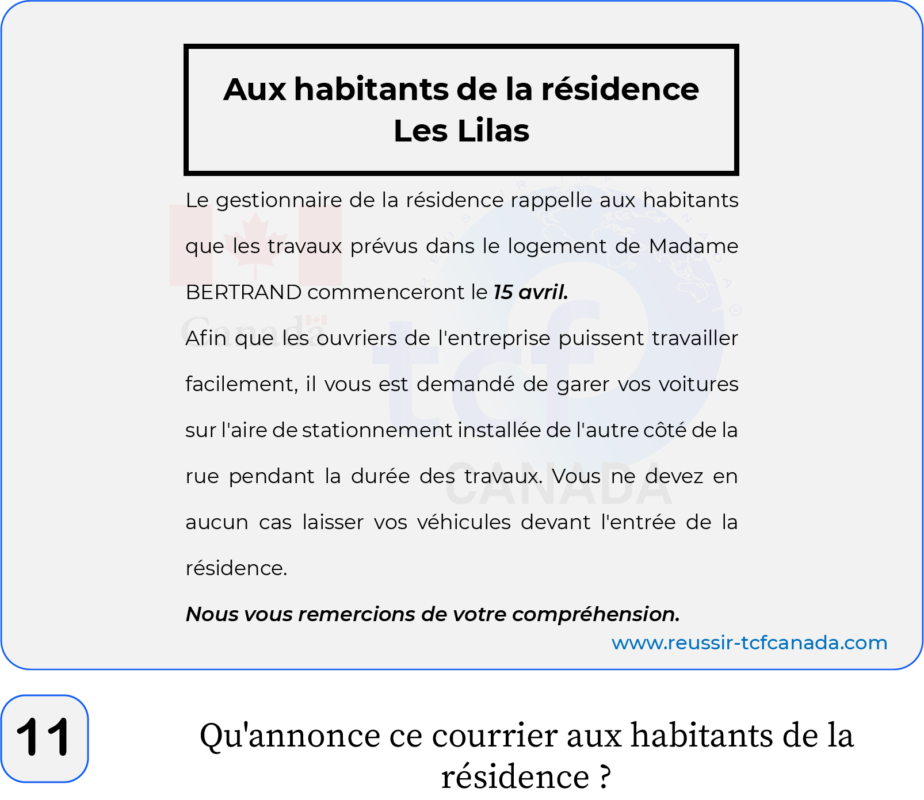 Aux habitants de la résidence
Les Lilas
Le gestionnaire de la résidence rappelle aux habitants
que les travaux prévus dans le logement de Madame
BERTRAND commenceront le 15 avril.
Afin que les ouvriers de l'entreprise puissent travailler
facilement, il vous est demandé de garer vos voitures
sur l'aire de stationnement installée de l'autre côté de la
rue pendant la durée des travaux. Vous ne devez en
aucun cas laisser vos véhicules devant l'entrée de la
résidence.
Nous vous remercions de votre compréhension.
www.reussir-tcfcanada.com
Canada
tcf
CANADA
11
Qu'annonce ce courrier aux habitants de la
résidence ?